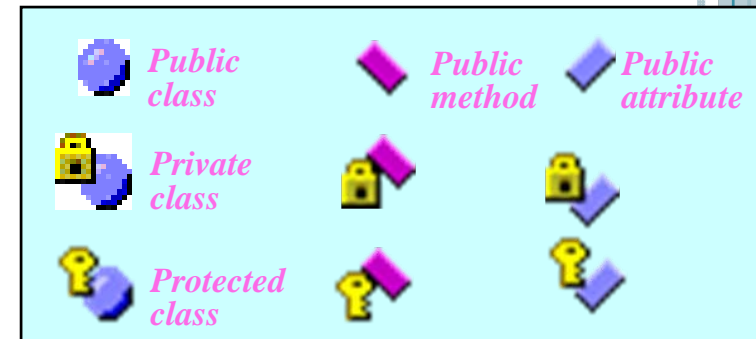 Public
class
Public
method
Public
attribute
Private
class
Protected
class